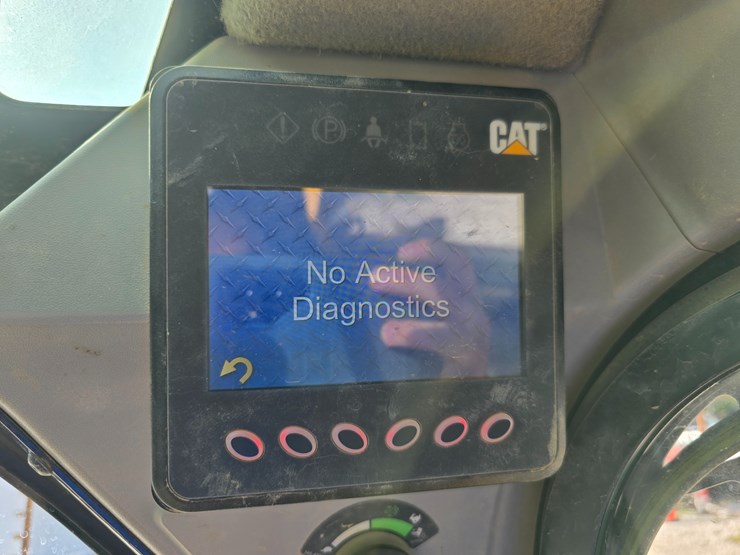 CAT
No Active
Diagnostics